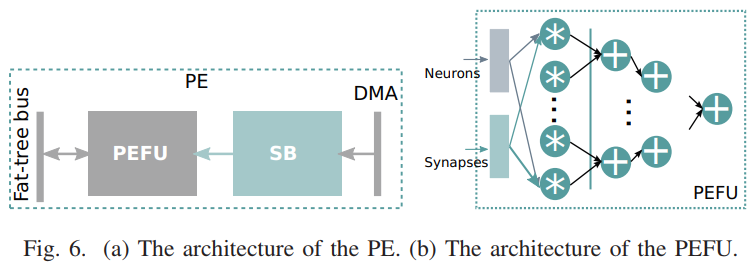 PE
DMA
Fat-tree bus
PEFU
SB
Neurons
Synapses
*
*
*
*
+
+
+
+
+
PEFU
Fig. 6. (a) The architecture of the PE. (b) The architecture of the PEFU.